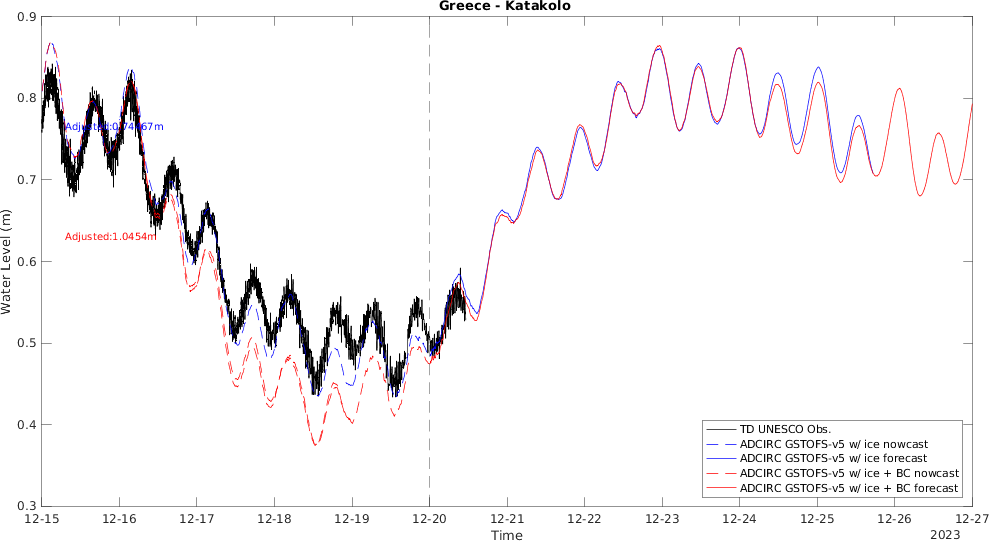 Greece - Katakolo
Water Level (m)
0.9
0.8
0.7
0.6
0.5
0.4
0.3
Adjusted:1.0454m
TD UNESCO Obs.
ADCIRC GSTOFS-v5 w/ ice nowcast
ADCIRC GSTOFS-v5 w/ ice forecast
ADCIRC GSTOFS-v5 w/ ice + BC nowcast
ADCIRC GSTOFS-v5 w/ ice + BC forecast
12-15 12-16 12-17 12-18 12-19 12-20 12-21 12-22 12-23 12-24 12-25 12-26 12-27
Time
2023